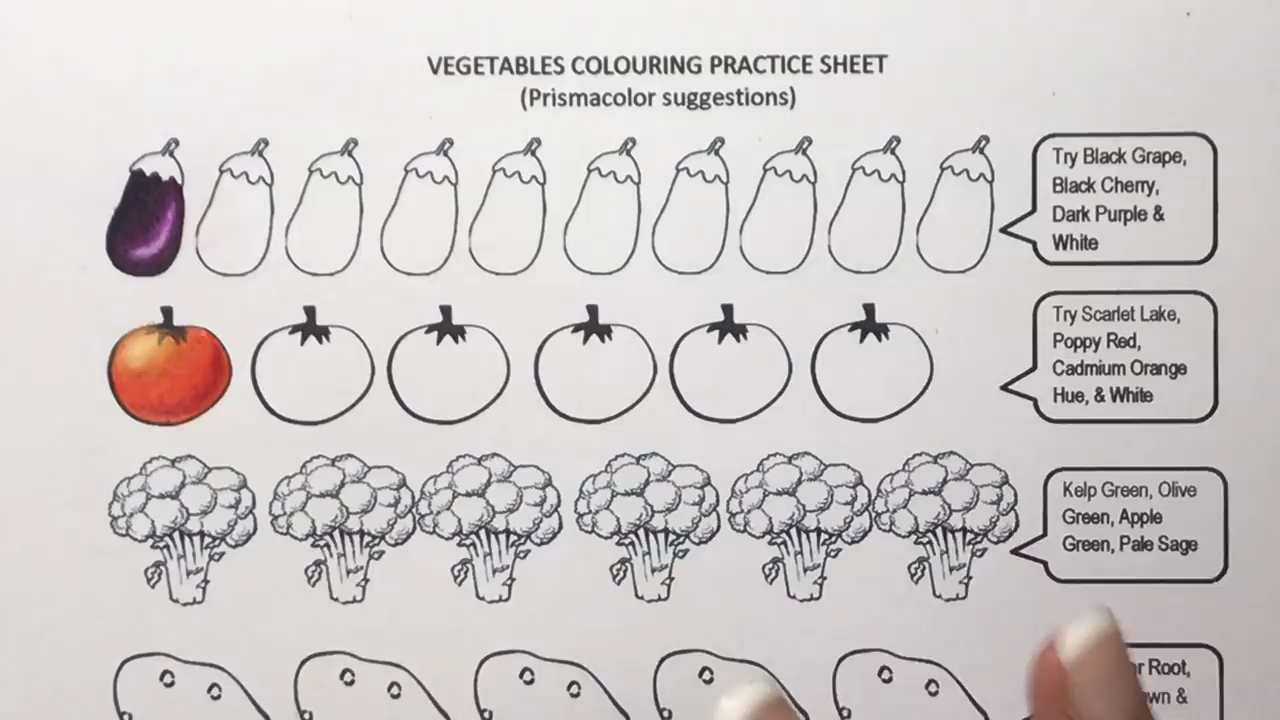 VEGETABLES COLOURING PRACTICE SHEET
(Prismacolor suggestions)
Try Black Grape,
Black Cherry,
Dark Purple &
White
Try Scarlet Lake,
Poppy Red,
Cadmium Orange
Hue, & White
Kelp Green, Olive
Green, Apple
Green, Pale Sage
Root,
&